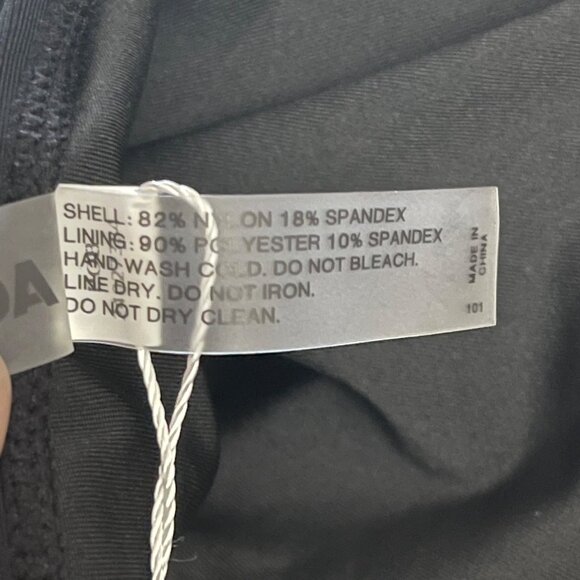 SHELL: 82% NYLON 18% SPANDEX
LINING: 90% POLYESTER 10% SPANDEX
HAND WASH COLD. DO NOT BLEACH.
LINE DRY. DO NOT IRON.
DO NOT DRY CLEAN.
MADE IN
CHINA
101